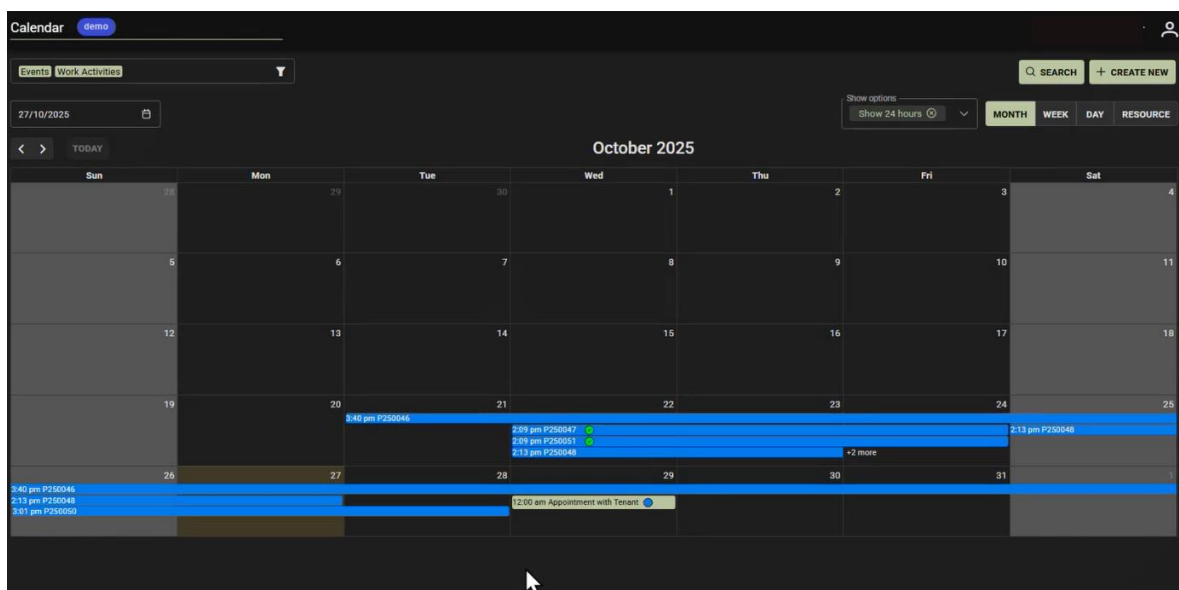 Calendar demo
Events Work Activities
SEARCH + CREATE NEW
27/10/2025
Show options
Show 24 hours
MONTH WEEK DAY RESOURCE
< > TODAY
October 2025
Sun Mon Tue Wed Thu Fri Sat
28 29 30 1 2 3 4
5 6 7 8 9 10 11
12 13 14 15 16 17 18
19 20 21 22 23 24 25
3:40 pm P250046
2:09 pm P250047 2:13 pm P250048
2:09 pm P250051
2:13 pm P250048 +2 more
26 27 28 29 30 31 1
3:40 pm P250046
2:13 pm P250048 12:00 am Appointment with Tenant
3:01 pm P250050